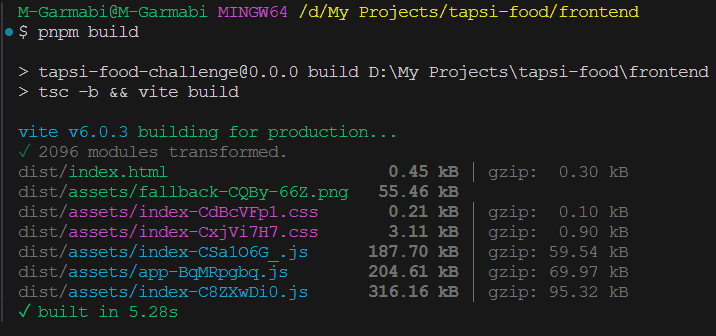 M-Garmabi@M-Garmabi MINGW64 /d/My Projects/tapsi-food/frontend
$ pnpm build
> tapsi-food-challenge@0.0.0 build D:\My Projects\tapsi-food\frontend
> tsc -b && vite build
vite v6.0.3 building for production...
✓ 2096 modules transformed.
dist/index.html 0.45 kB │ gzip: 0.30 kB
dist/assets/fallback-CQBy-66Z.png 55.46 kB
dist/assets/index-CdBcVFp1.css 0.21 kB │ gzip: 0.10 kB
dist/assets/index-CxjVi7H7.css 3.11 kB │ gzip: 0.90 kB
dist/assets/index-CSa1O6G_.js 187.70 kB │ gzip: 59.54 kB
dist/assets/app-BqMRpgbq.js 204.61 kB │ gzip: 69.97 kB
dist/assets/index-C8ZXwDi0.js 316.16 kB │ gzip: 95.32 kB
✓ built in 5.28s